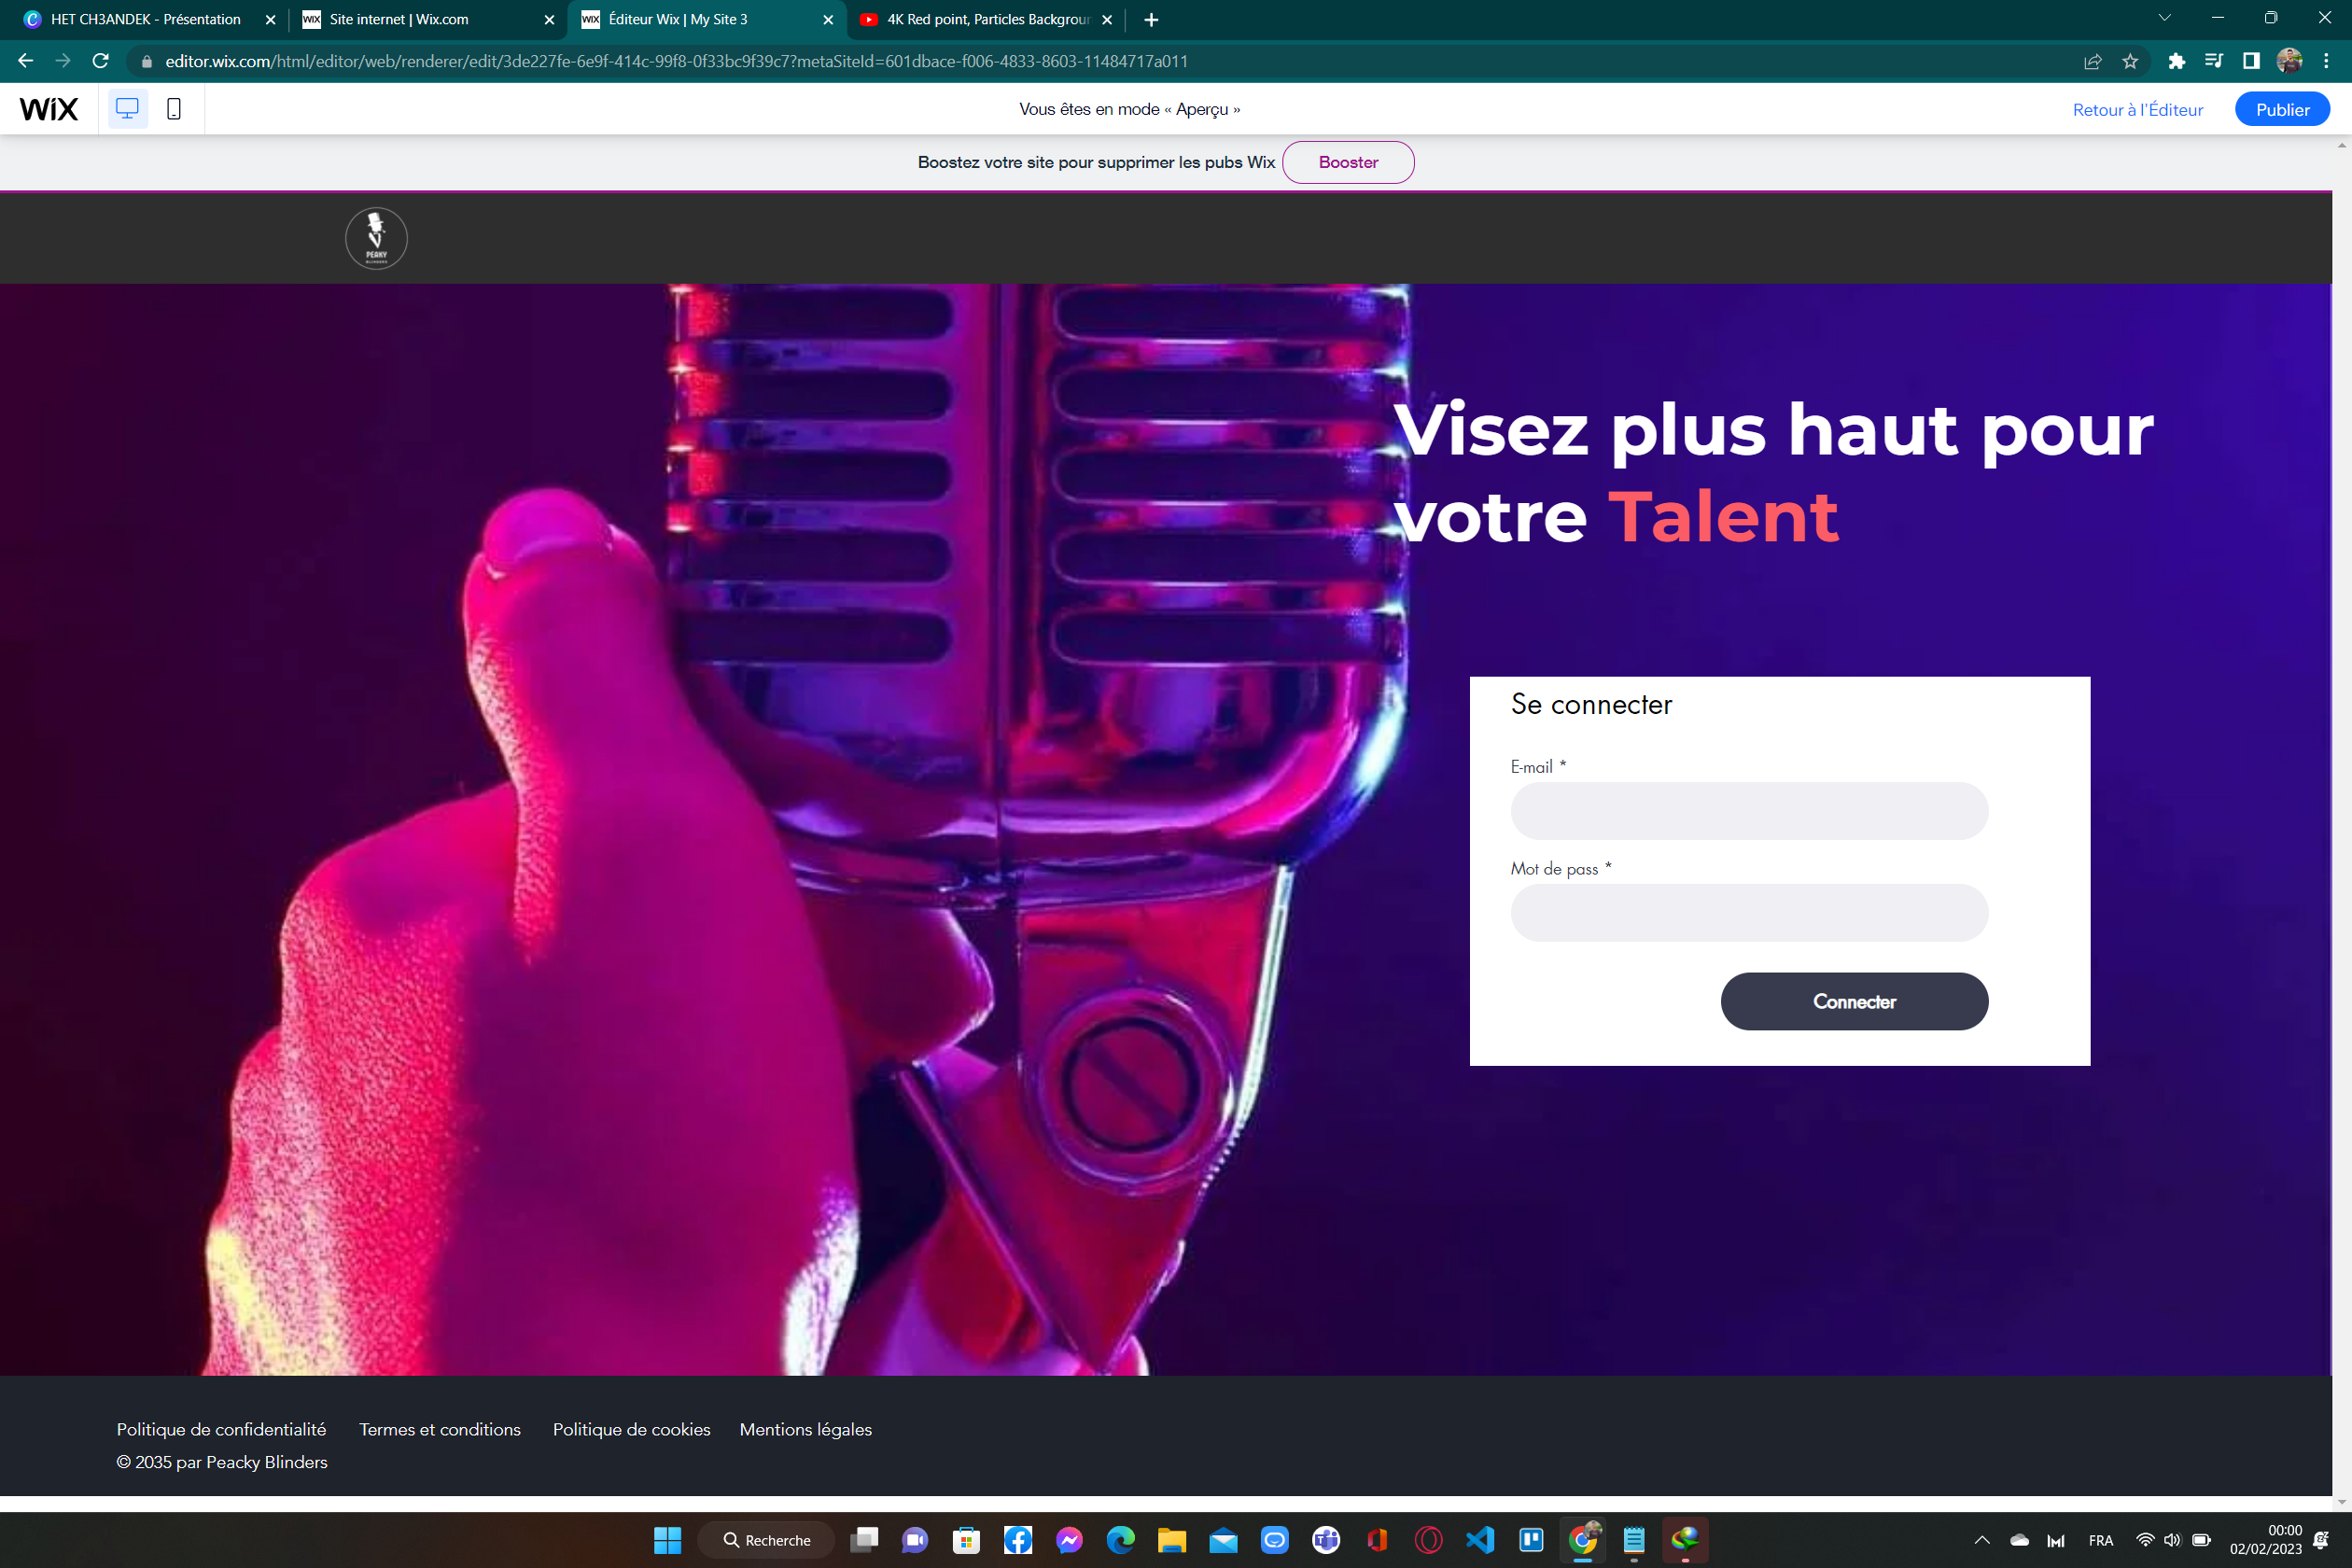 HET CH3ANDEK - Présentation
WIX Site internet | Wix.com
WIX Éditeur Wix | My Site 3
4K Red point, Particles Backgroun
editor.wix.com/html/editor/web/renderer/edit/3de227fe-6e9f-414c-99f8-0f33bc9f39c7?metaSiteId=601dbace-f006-4833-8603-11484717a011
WiX
Vous êtes en mode « Aperçu »
Retour à l'Éditeur
Publier
Boostez votre site pour supprimer les pubs Wix
Booster
PEAKY
BLINDERS
Visez plus haut pour
votre Talent
Se connecter
E-mail *
Mot de pass *
Connecter
Politique de confidentialité
Termes et conditions
Politique de cookies
Mentions légales
© 2035 par Peacky Blinders
Recherche
FRA
00:00
02/02/2023